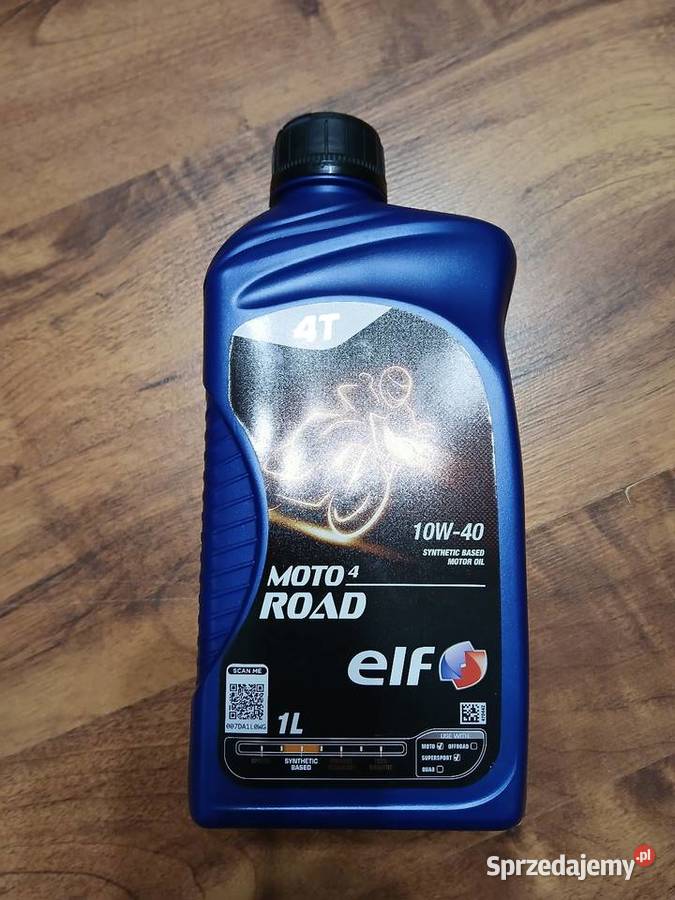 4T
10W-40
SYNTHETIC BASED
MOTOR OIL
MOTO 4
ROAD
elf
SCAN ME
007DA1L0WG
1L
SYNTHETIC
BASED
USE WITH
MOTO OFFROAD
SUPERSPORT
QUAD
Sprzedajemy.pl